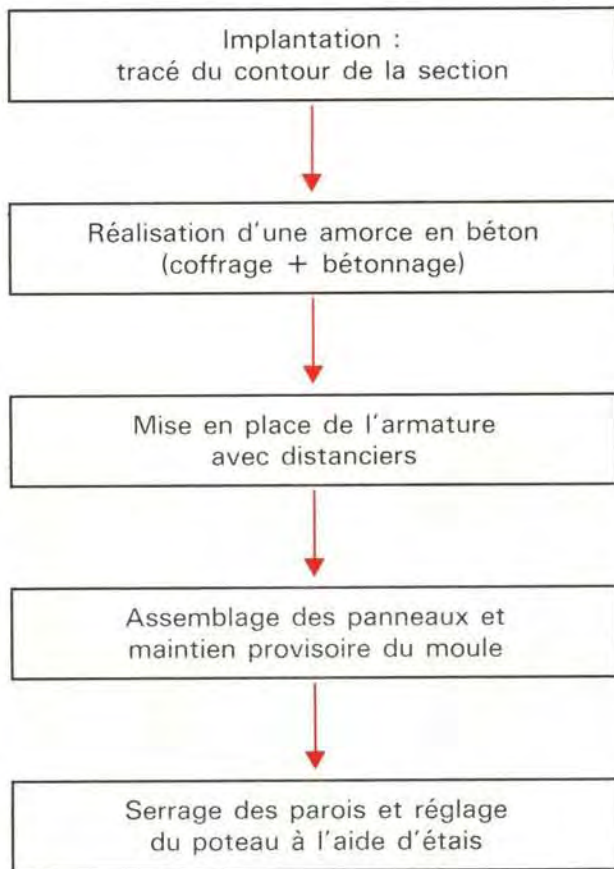 Implantation :
tracé du contour de la section
Réalisation d'une amorce en béton
(coffrage + bétonnage)
Mise en place de l'armature
avec distanciers
Assemblage des panneaux et
maintien provisoire du moule
Serrage des parois et réglage
du poteau à l'aide d'étais